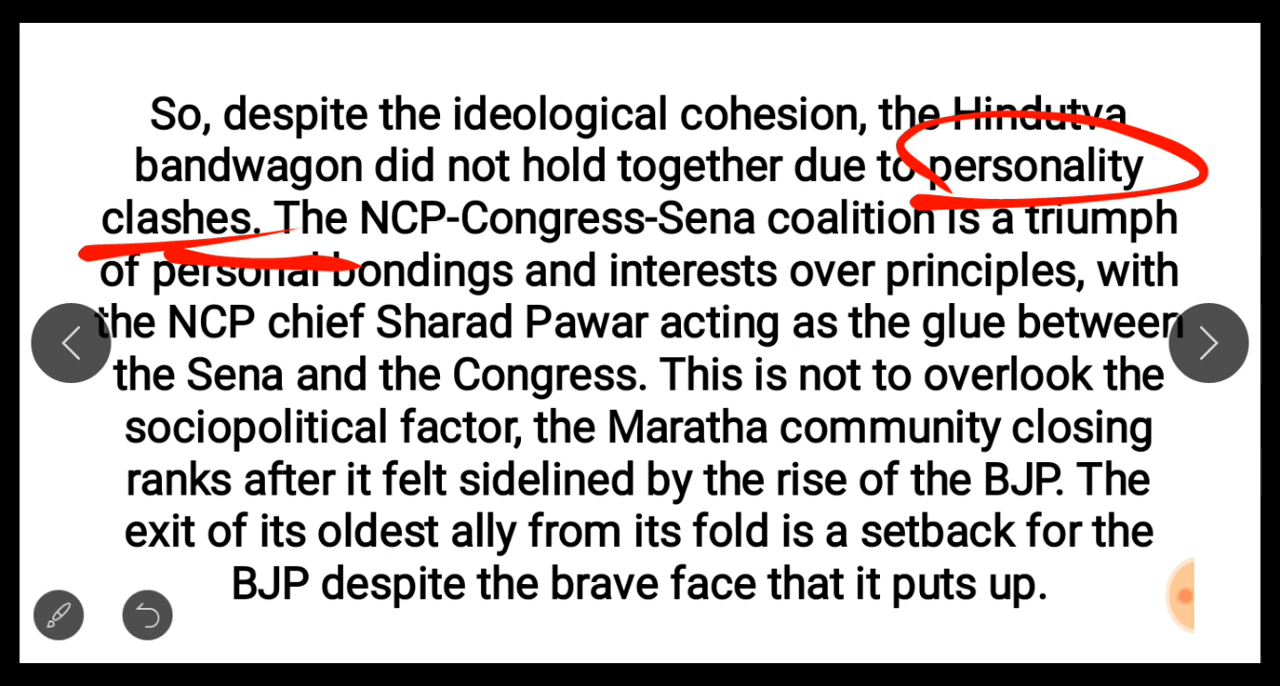 So, despite the ideological cohesion, the Hindutva
bandwagon did not hold together due to personality
clashes. The NCP-Congress-Sena coalition is a triumph
of personal bondings and interests over principles, with
the NCP chief Sharad Pawar acting as the glue between
the Sena and the Congress. This is not to overlook the
sociopolitical factor, the Maratha community closing
ranks after it felt sidelined by the rise of the BJP. The
exit of its oldest ally from its fold is a setback for the
BJP despite the brave face that it puts up.